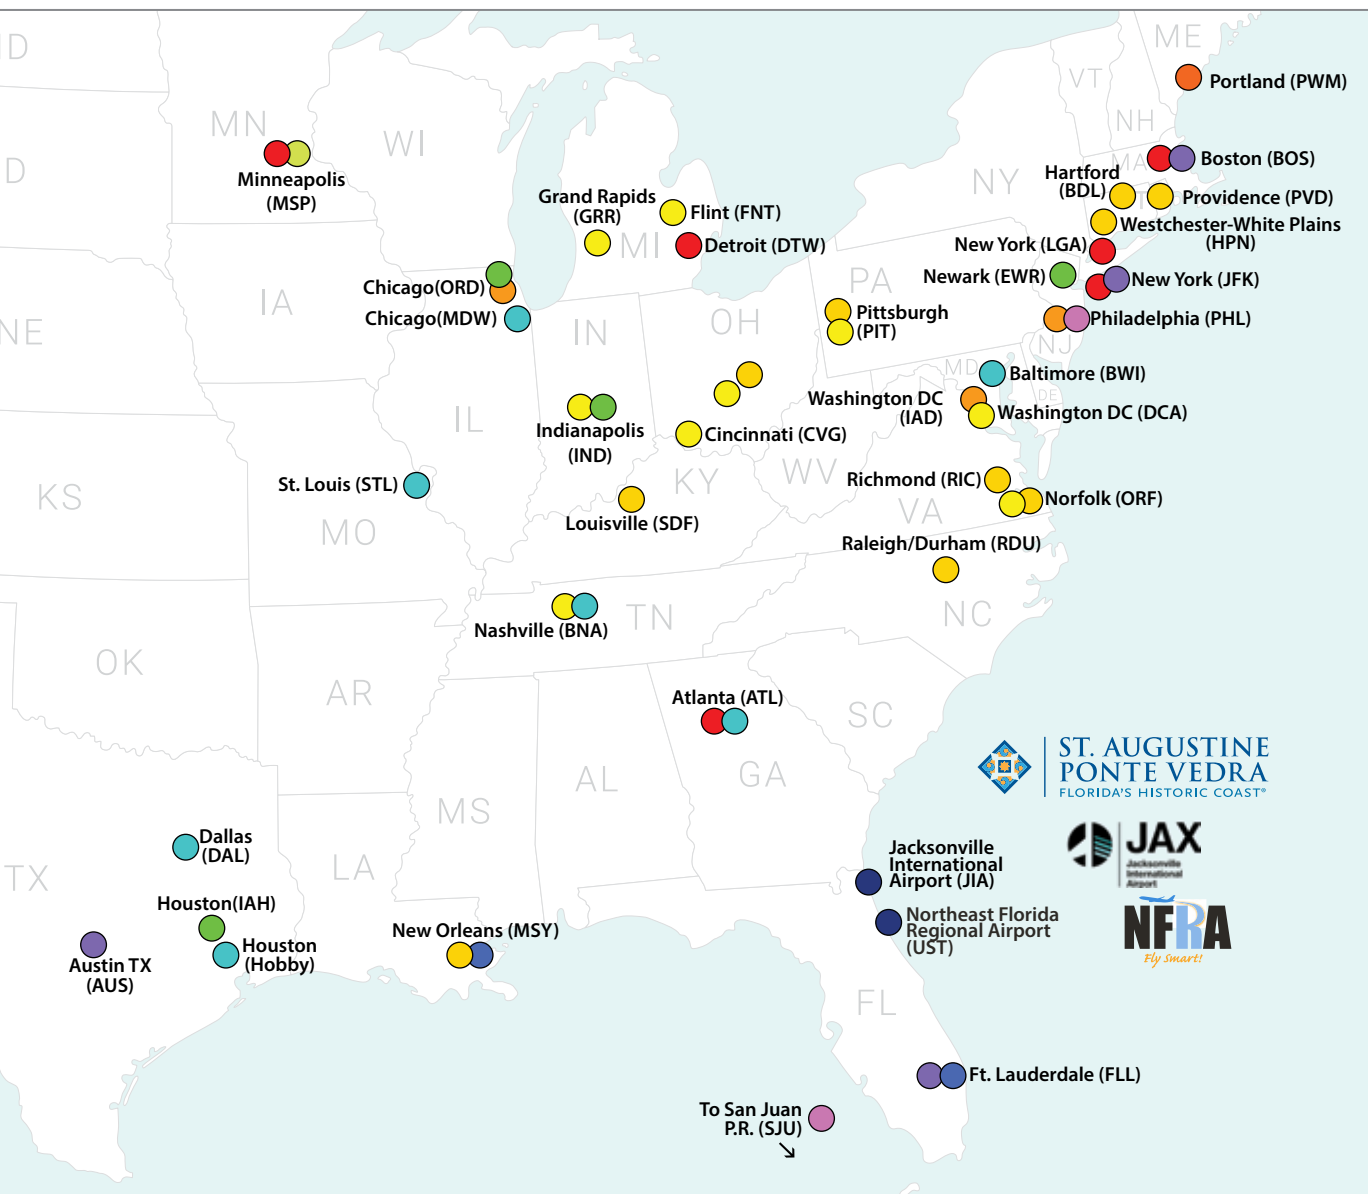 ID
ME
VT
Portland (PWM)
NH
MN
WI
MA
Boston (BOS)
D
Minneapolis
(MSP)
NY
Hartford
(BDL)
Providence (PVD)
Grand Rapids
(GRR)
Flint (FNT)
MI
Detroit (DTW)
Westchester-White Plains
(HPN)
New York (LGA)
Newark (EWR)
New York (JFK)
PA
Chicago(ORD)
Chicago(MDW)
IA
IN
OH
Pittsburgh
(PIT)
Philadelphia (PHL)
NE
NJ
MD
Baltimore (BWI)
DE
Washington DC
(IAD)
Washington DC (DCA)
IL
Indianapolis
(IND)
Cincinnati (CVG)
WV
KY
St. Louis (STL)
Richmond (RIC)
KS
Norfolk (ORF)
VA
MO
Louisville (SDF)
Raleigh/Durham (RDU)
NC
TN
Nashville (BNA)
OK
AR
Atlanta (ATL)
SC
ST. AUGUSTINE
PONTE VEDRA
FLORIDA'S HISTORIC COAST®
GA
AL
MS
Dallas
(DAL)
JAX
Jacksonville
International
Airport
Jacksonville
International
Airport (JIA)
TX
LA
Houston(IAH)
Northeast Florida
Regional Airport
(UST)
NFRA
Fly Smart!
New Orleans (MSY)
Houston
(Hobby)
Austin TX
(AUS)
FL
Ft. Lauderdale (FLL)
To San Juan
P.R. (SJU)